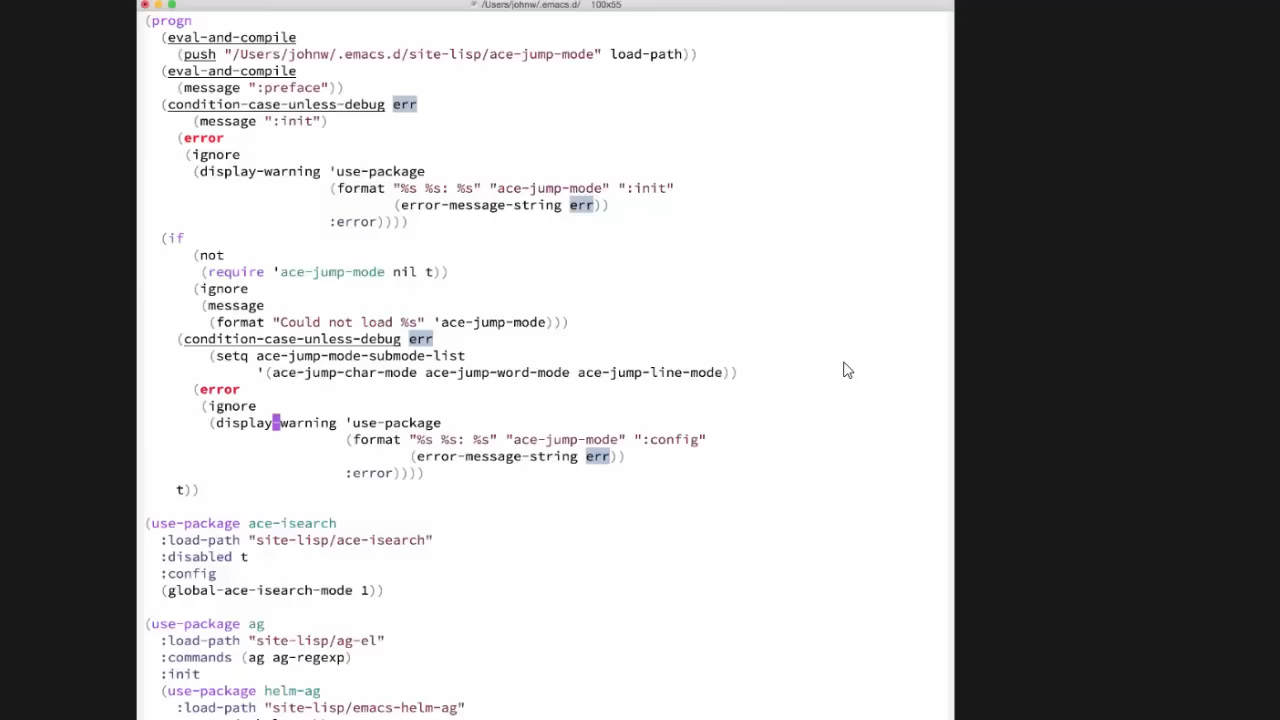 /Users/johnw/.emacs.d/ 100x55
(progn
(eval-and-compile
(push "/Users/johnw/.emacs.d/site-lisp/ace-jump-mode" load-path))
(eval-and-compile
(message ":preface"))
(condition-case-unless-debug err
(message ":init")
(error
(ignore
(display-warning 'use-package
(format "%s %s: %s" "ace-jump-mode" ":init"
(error-message-string err))
:error))))
(if
(not
(require 'ace-jump-mode nil t))
(ignore
(message
(format "Could not load %s" 'ace-jump-mode)))
(condition-case-unless-debug err
(setq ace-jump-mode-submode-list
'(ace-jump-char-mode ace-jump-word-mode ace-jump-line-mode))
(error
(ignore
(display-warning 'use-package
(format "%s %s: %s" "ace-jump-mode" ":config"
(error-message-string err))
:error))))
t))
(use-package ace-isearch
:load-path "site-lisp/ace-isearch"
:disabled t
:config
(global-ace-isearch-mode 1))
(use-package ag
:load-path "site-lisp/ag-el"
:commands (ag ag-regexp)
:init
(use-package helm-ag
:load-path "site-lisp/emacs-helm-ag"